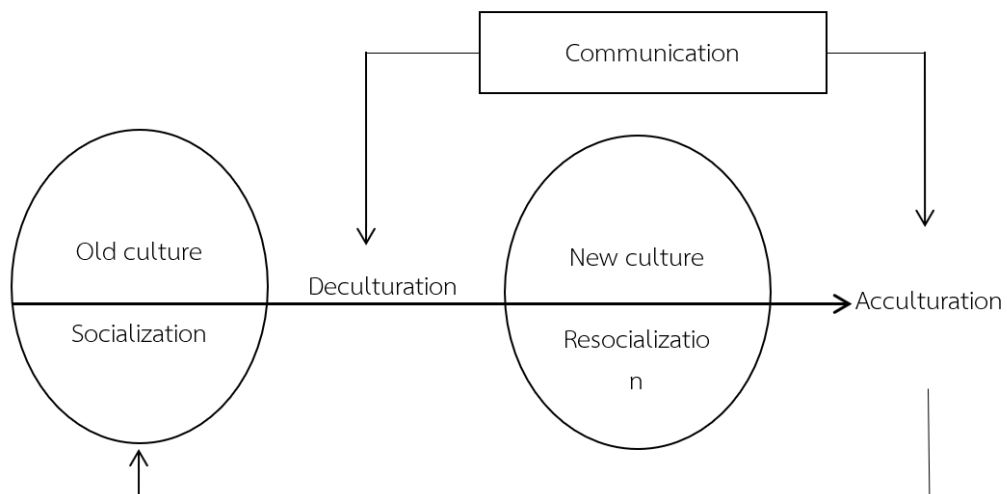 Communication
Old culture
Socialization
Deculturation
New culture
Resocializatio
n
Acculturation